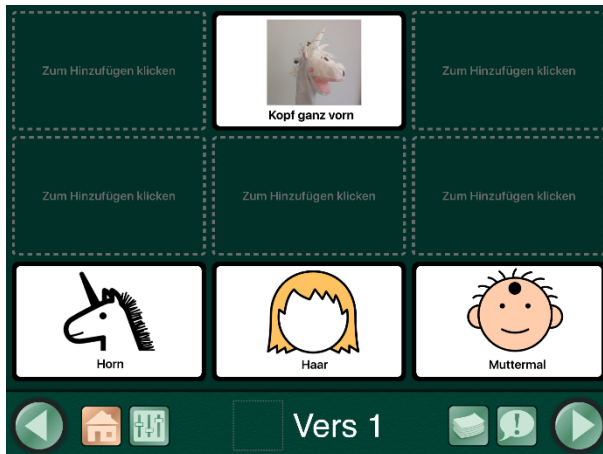 Zum Hinzufügen klicken
Kopf ganz vorn
Zum Hinzufügen klicken
Zum Hinzufügen klicken
Zum Hinzufügen klicken
Zum Hinzufügen klicken
Horn
Haar
Muttermal
Vers 1
!